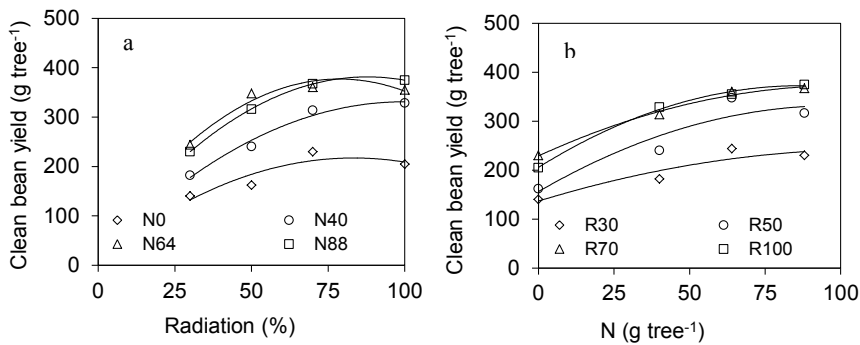 a
Clean bean yield (g tree⁻¹)
500
400
300
200
100
0
N0
N40
N64
N88
0
25
50
75
100
Radiation (%)
b
Clean bean yield (g tree⁻¹)
500
400
300
200
100
0
R30
R50
R70
R100
0
25
50
75
100
N (g tree⁻¹)